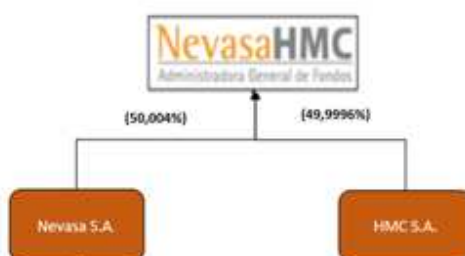 NevasaHMC
Administradora General de Fondos
(50,004%)
(49,9996%)
Nevasa S.A.
HMC S.A.